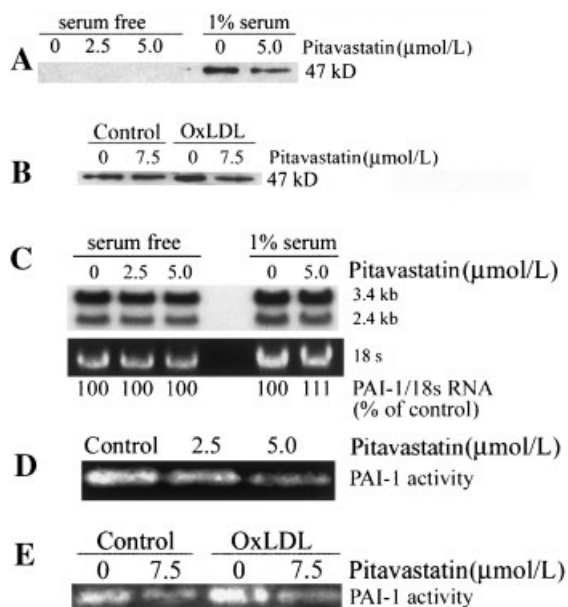 serum free 1% serum
0 2.5 5.0 0 5.0 Pitavastatin(μmol/L)
A 47 kD
Control OxLDL
0 7.5 0 7.5 Pitavastatin(μmol/L)
B 47 kD
C serum free 1% serum
0 2.5 5.0 0 5.0 Pitavastatin(μmol/L)
3.4 kb
2.4 kb
18 s
100 100 100 100 111 PAI-1/18s RNA
(% of control)
D Control 2.5 5.0 Pitavastatin(μmol/L)
PAI-1 activity
E Control OxLDL
0 7.5 0 7.5 Pitavastatin(μmol/L)
PAI-1 activity